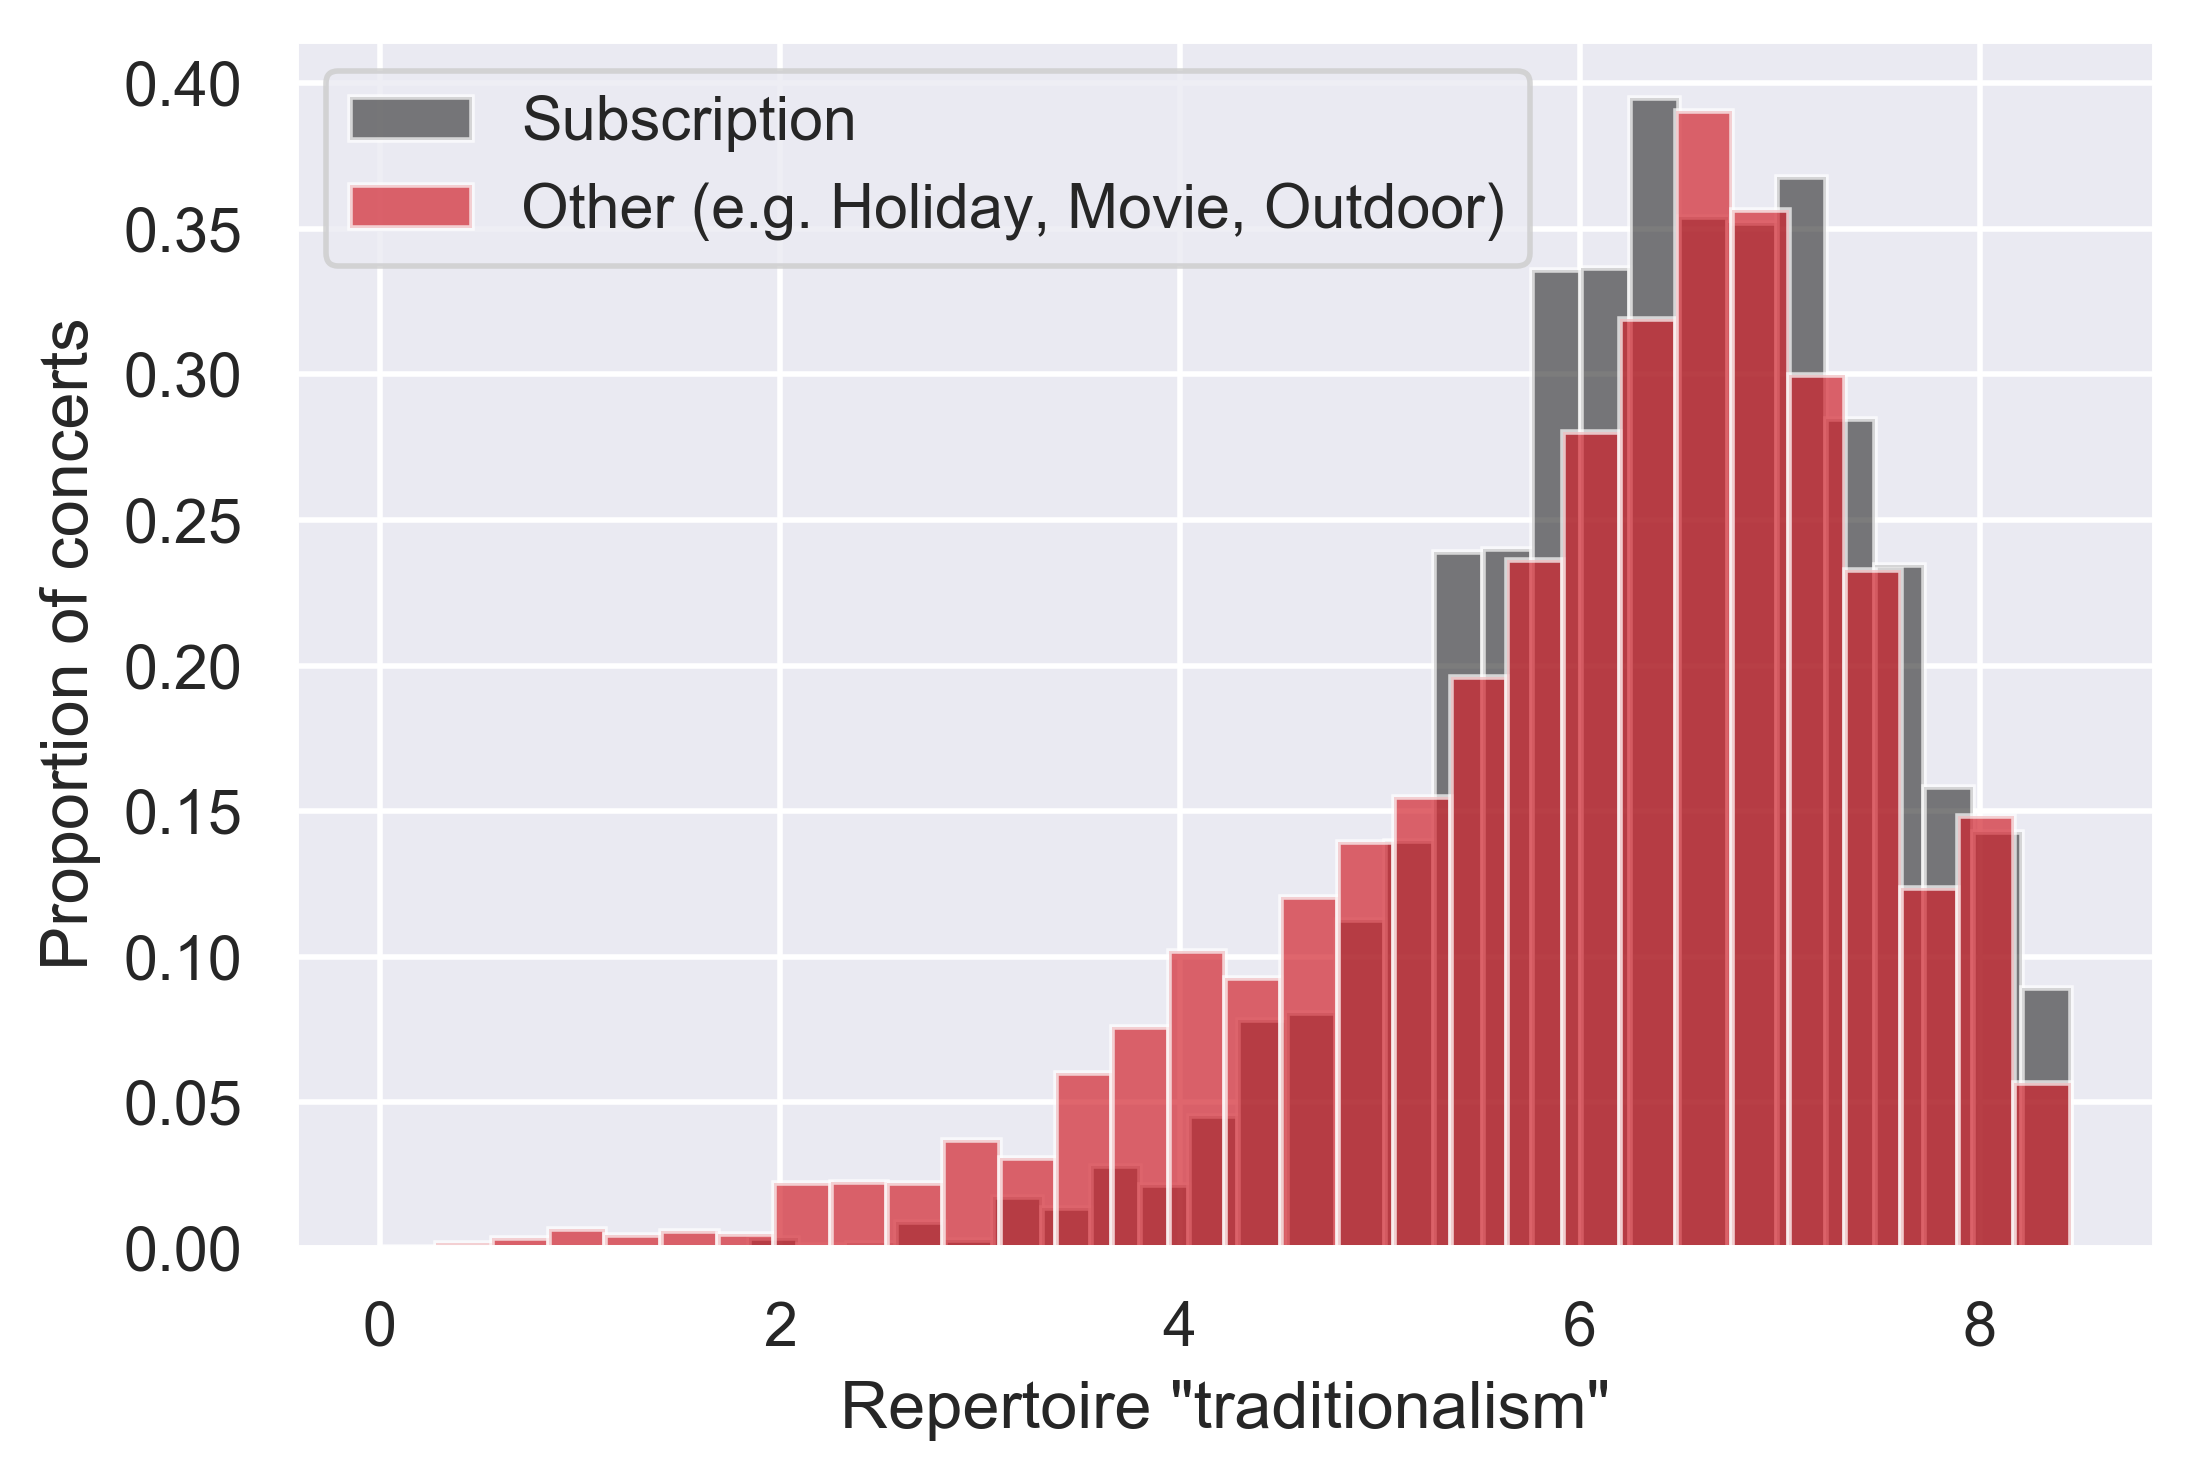 Subscription
Other (e.g. Holiday, Movie, Outdoor)
Proportion of concerts
0.40
0.35
0.30
0.25
0.20
0.15
0.10
0.05
0.00
0 2 4 6 8
Repertoire "traditionalism"